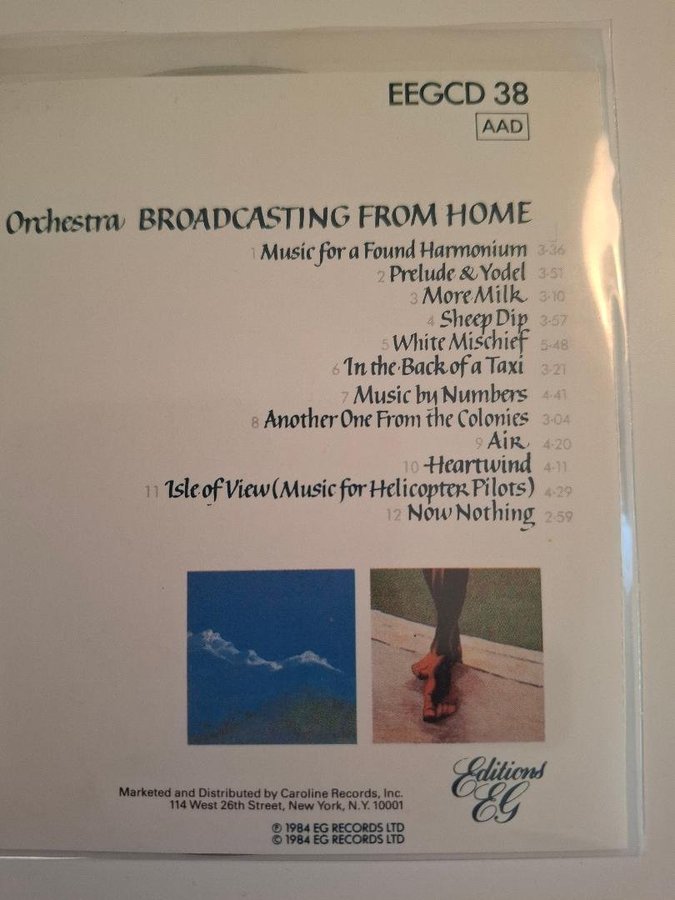 EEGCD 38
AAD
Orchestra BROADCASTING FROM HOME
1 Music for a Found Harmonium 3·36
2 Prelude & Yodel 3·51
3 More Milk 3·10
4 Sheep Dip 3·57
5 White Mischief 5·48
6 In the Back of a Taxi 3·21
7 Music by Numbers 4·41
8 Another One From the Colonies 3·04
9 Air 4·20
10 Heartwind 4·11
11 Isle of View (Music for Helicopter Pilots) 4·29
12 Now Nothing 2·59
Editions
EG
Marketed and Distributed by Caroline Records, Inc.
114 West 26th Street, New York, N.Y. 10001
℗ 1984 EG RECORDS LTD
© 1984 EG RECORDS LTD